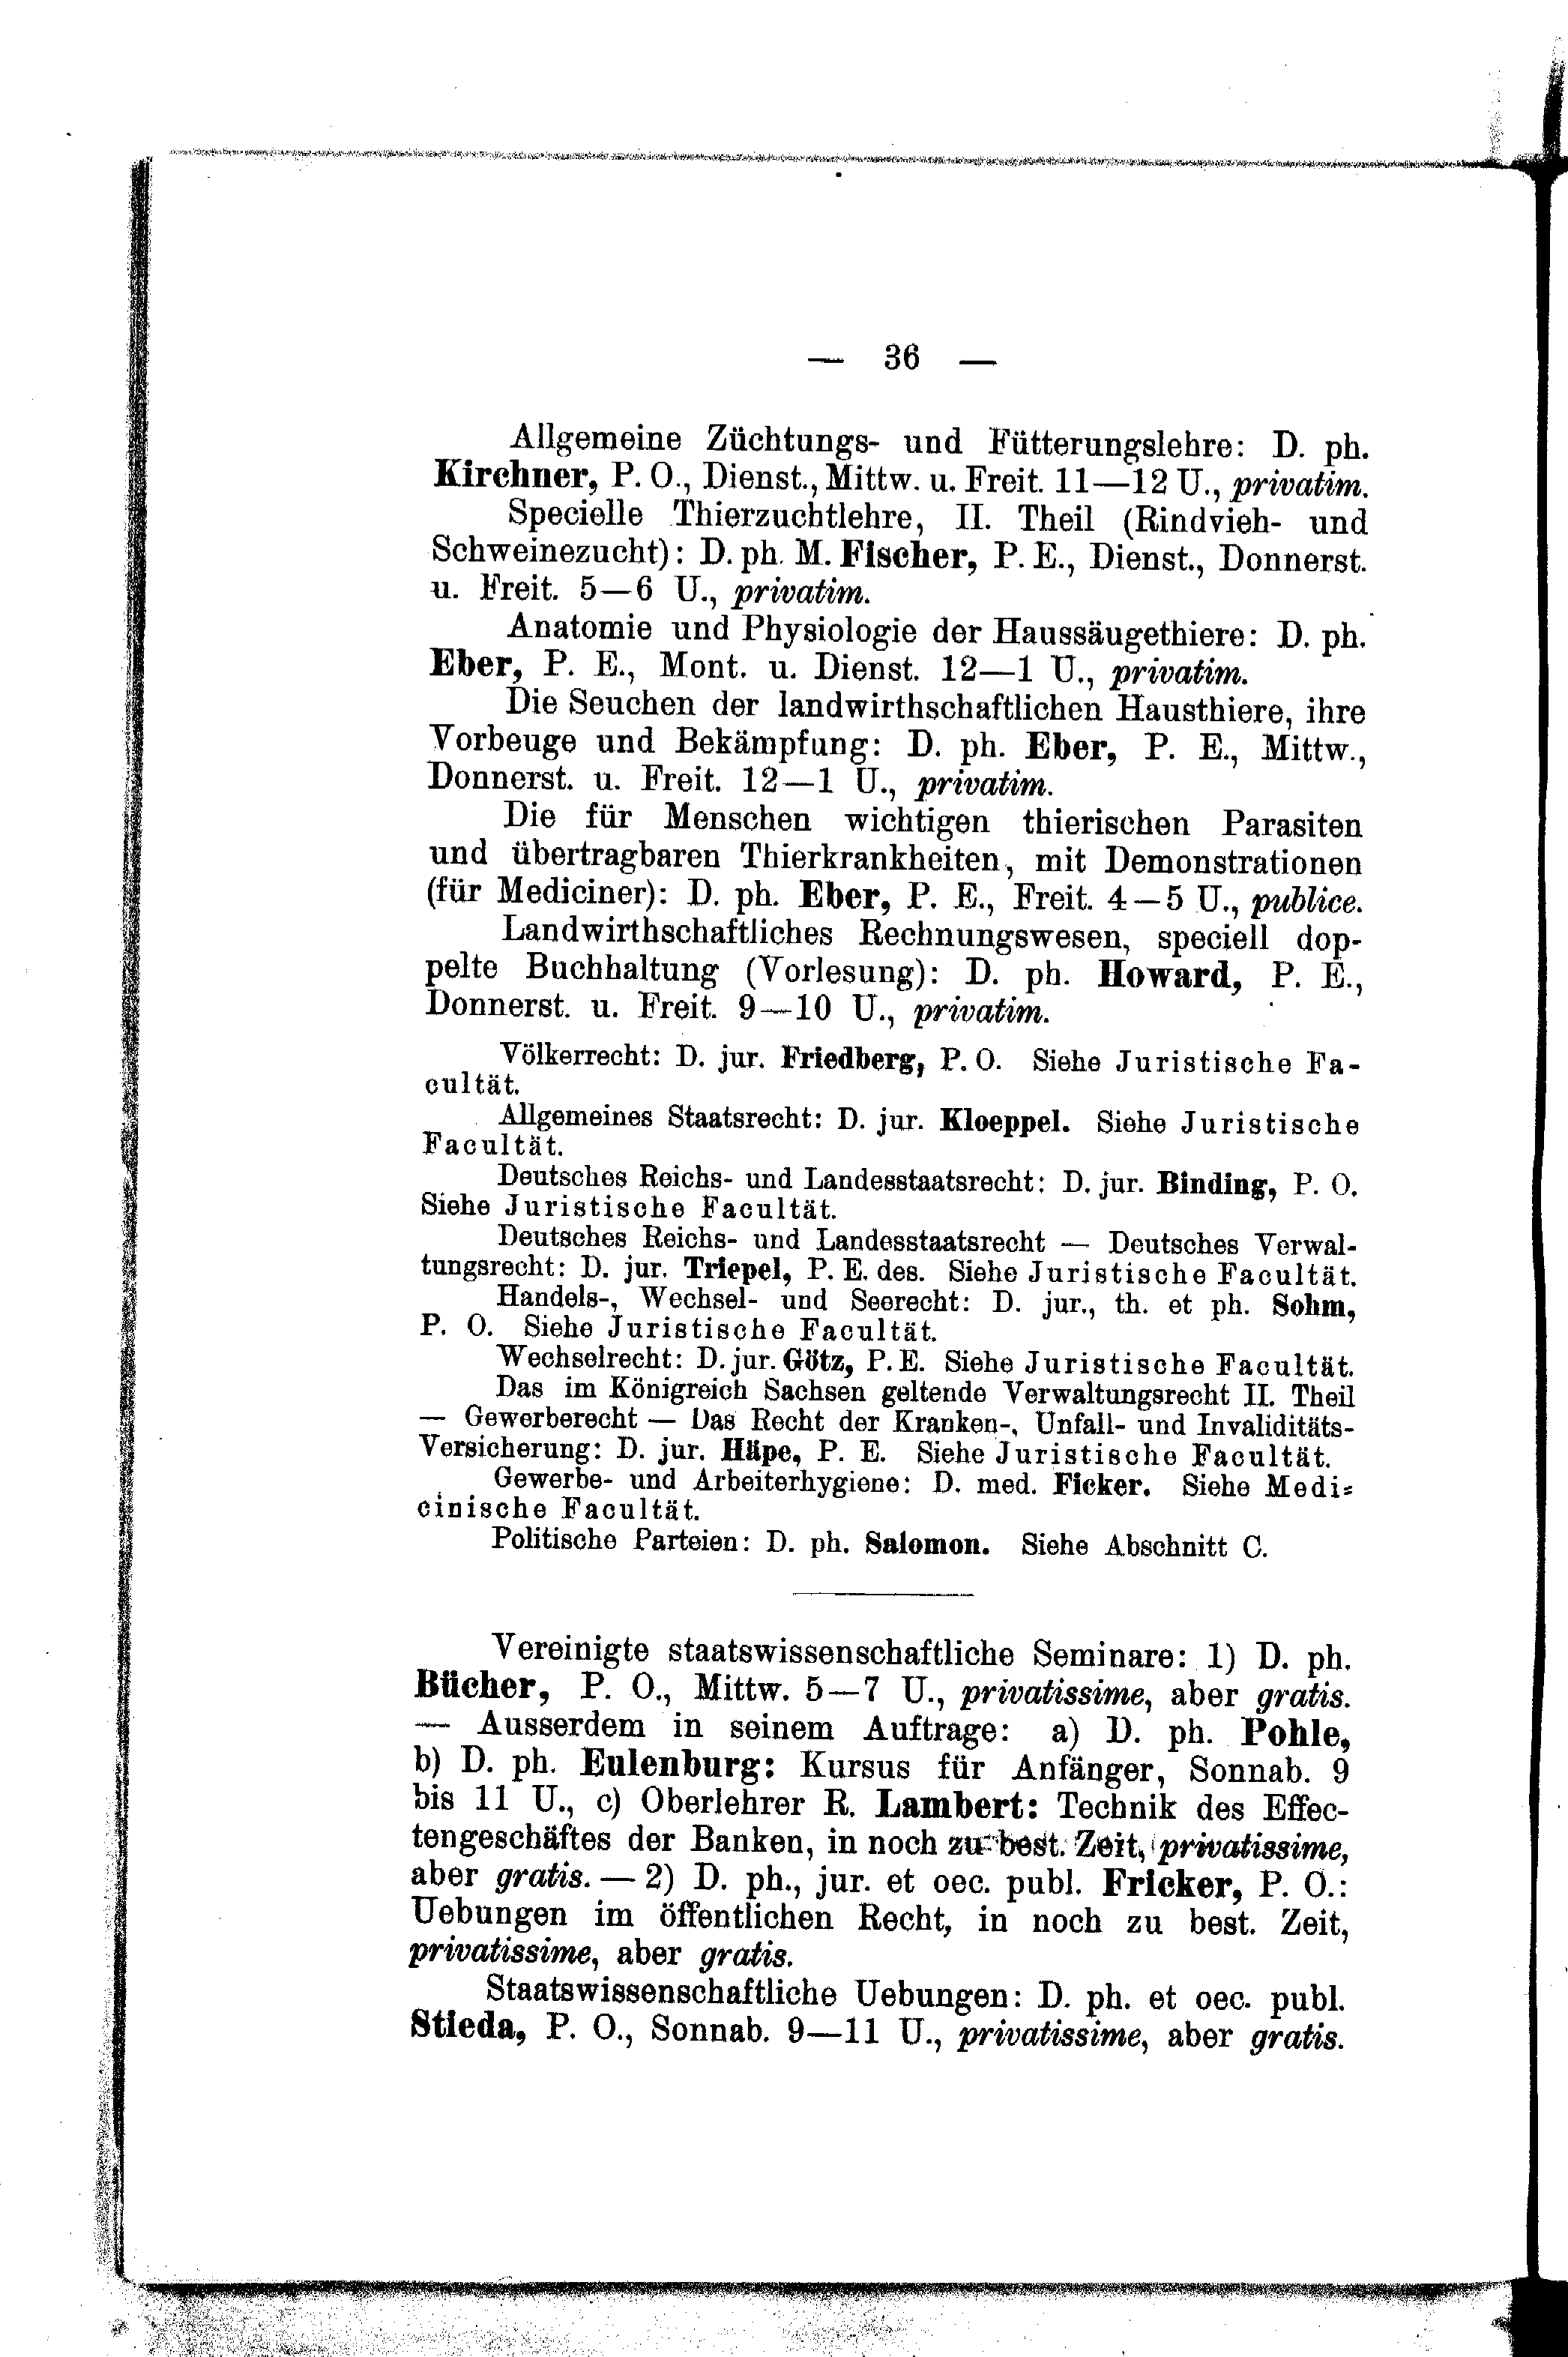 — 36 —
Allgemeine Züchtungs- und Fütterungslehre: D. ph.
Kirchner, P. O., Dienst., Mittw. u. Freit. 11—12 U., privatim.
Specielle Thierzuchtlehre, II. Theil (Rindvieh- und
Schweinezucht): D. ph. M. Fischer, P. E., Dienst., Donnerst.
u. Freit. 5—6 U., privatim.
Anatomie und Physiologie der Haussäugethiere: D. ph.
Eber, P. E., Mont. u. Dienst. 12—1 U., privatim.
Die Seuchen der landwirthschaftlichen Hausthiere, ihre
Vorbeuge und Bekämpfung: D. ph. Eber, P. E., Mittw.,
Donnerst. u. Freit. 12—1 U., privatim.
Die für Menschen wichtigen thierischen Parasiten
und übertragbaren Thierkrankheiten, mit Demonstrationen
(für Mediciner): D. ph. Eber, P. E., Freit. 4—5 U., publice.
Landwirthschaftliches Rechnungswesen, speciell dop-
pelte Buchhaltung (Vorlesung): D. ph. Howard, P. E.,
Donnerst. u. Freit. 9—10 U., privatim.
Völkerrecht: D. jur. Friedberg, P. O. Siehe Juristische Fa-
cultät.
Allgemeines Staatsrecht: D. jur. Kloeppel. Siehe Juristische
Facultät.
Deutsches Reichs- und Landesstaatsrecht: D. jur. Binding, P. O.
Siehe Juristische Facultät.
Deutsches Reichs- und Landesstaatsrecht — Deutsches Verwal-
tungsrecht: D. jur. Triepel, P. E. des. Siehe Juristische Facultät.
Handels-, Wechsel- und Seerecht: D. jur., th. et ph. Sohm,
P. O. Siehe Juristische Facultät.
Wechselrecht: D. jur. Götz, P. E. Siehe Juristische Facultät.
Das im Königreich Sachsen geltende Verwaltungsrecht II. Theil
— Gewerberecht — Das Recht der Kranken-, Unfall- und Invaliditäts-
Versicherung: D. jur. Häpe, P. E. Siehe Juristische Facultät.
Gewerbe- und Arbeiterhygiene: D. med. Ficker. Siehe Medi-
cinische Facultät.
Politische Parteien: D. ph. Salomon. Siehe Abschnitt C.
Vereinigte staatswissenschaftliche Seminare: 1) D. ph.
Bücher, P. O., Mittw. 5—7 U., privatissime, aber gratis.
— Ausserdem in seinem Auftrage: a) D. ph. Pohle,
b) D. ph. Eulenburg: Kursus für Anfänger, Sonnab. 9
bis 11 U., c) Oberlehrer R. Lambert: Technik des Effec-
tengeschäftes der Banken, in noch zu best. Zeit, privatissime,
aber gratis. — 2) D. ph., jur. et oec. publ. Fricker, P. O.:
Uebungen im öffentlichen Recht, in noch zu best. Zeit,
privatissime, aber gratis.
Staatswissenschaftliche Uebungen: D. ph. et oec. publ.
Stieda, P. O., Sonnab. 9—11 U., privatissime, aber gratis.